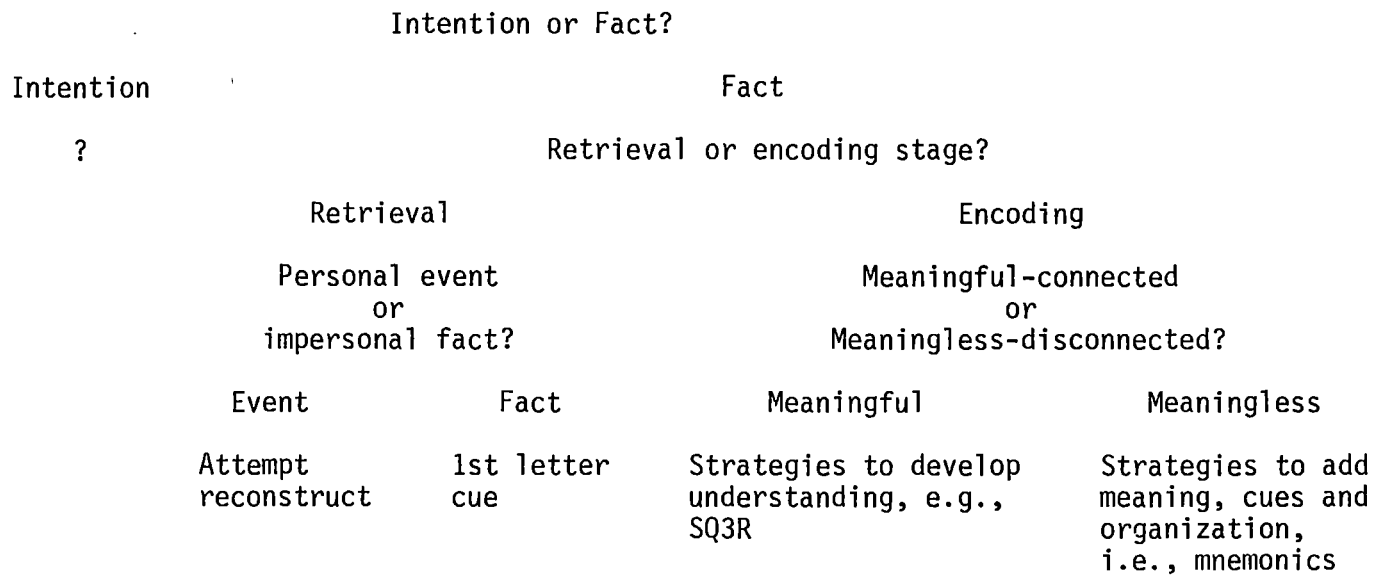 Intention or Fact?
Intention Fact
? Retrieval or encoding stage?
Retrieval Encoding
Personal event Meaningful-connected
or or
impersonal fact? Meaningless-disconnected?
Event Fact Meaningful Meaningless
Attempt 1st letter Strategies to develop Strategies to add
reconstruct cue understanding, e.g., meaning, cues and
SQ3R organization,
i.e., mnemonics